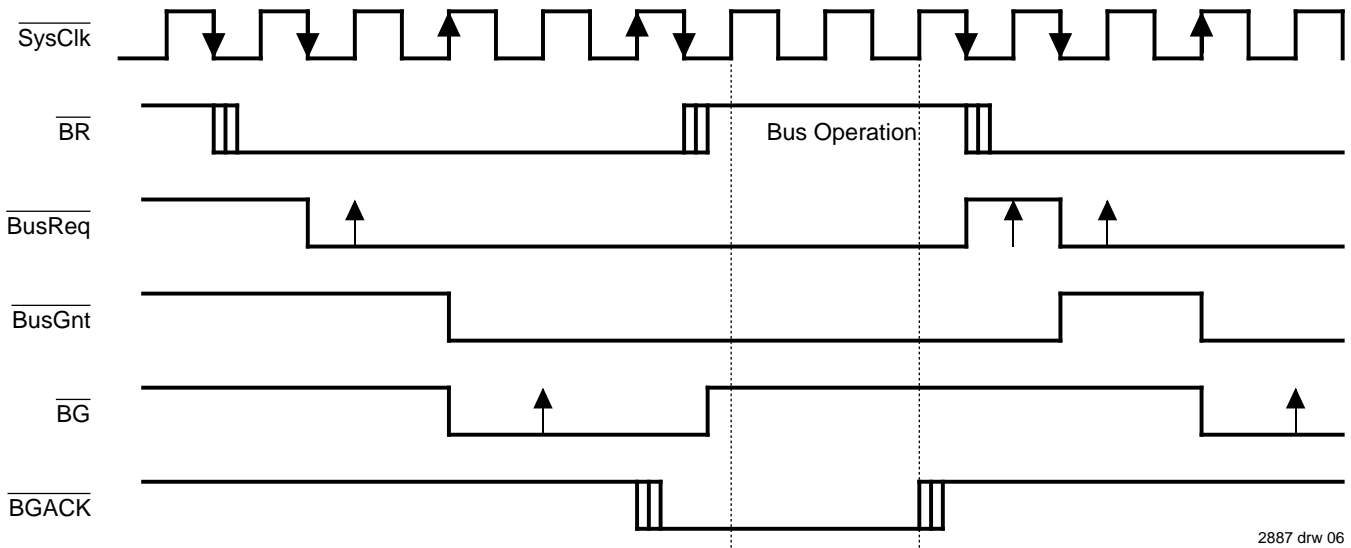 SysClk
BR
Bus Operation
BusReq
BusGnt
BG
BGACK
2887 drw 06